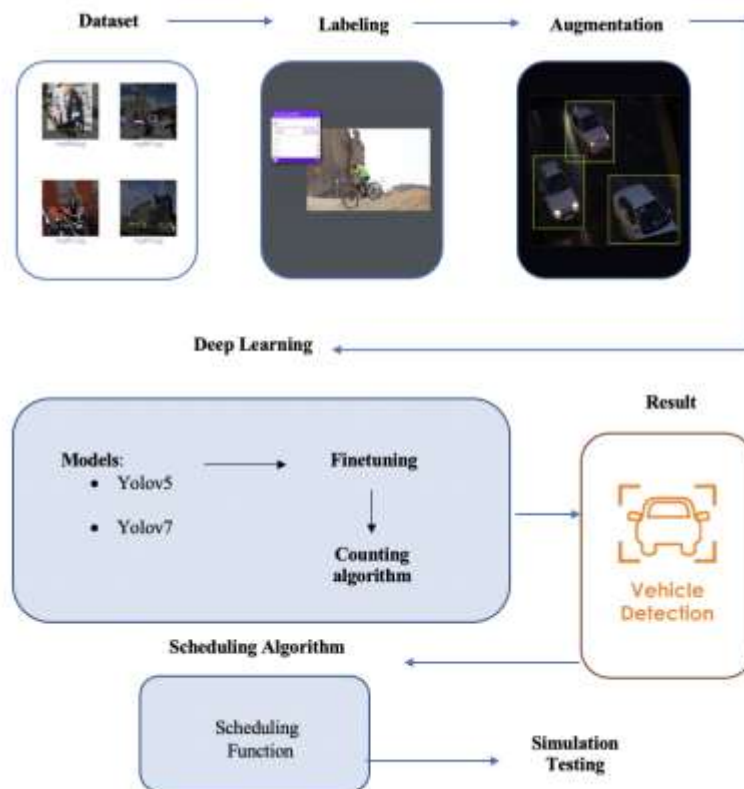 Dataset
Labeling
Augmentation
Deep Learning
Result
Models:
• Yolov5
• Yolov7
Finetuning
Counting
algorithm
Vehicle
Detection
Scheduling Algorithm
Scheduling
Function
Simulation
Testing